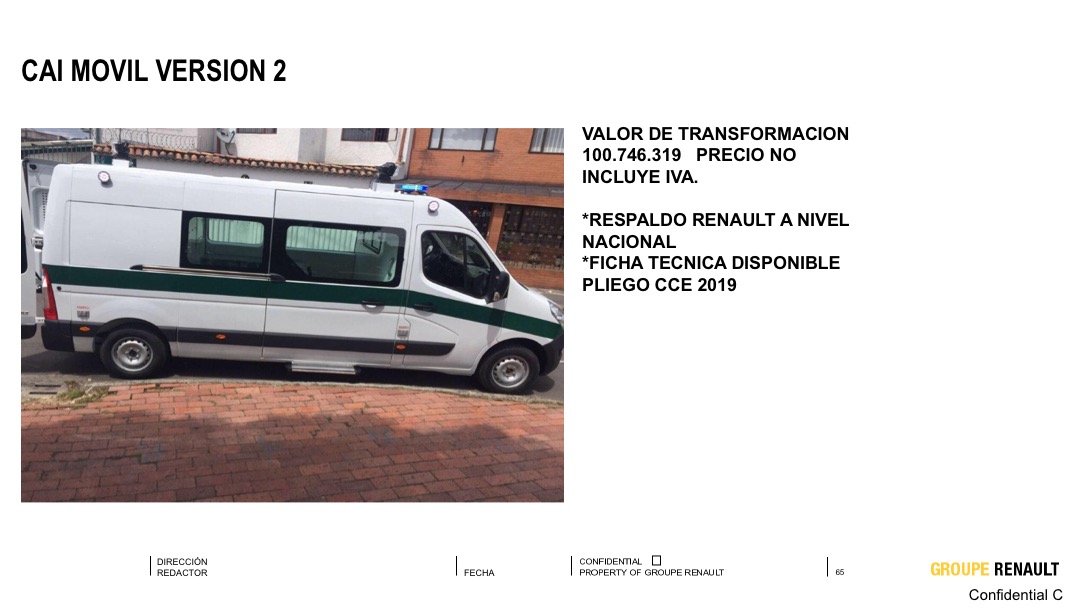 CAI MOVIL VERSION 2
VALOR DE TRANSFORMACION
100.746.319   PRECIO NO
INCLUYE IVA.
*RESPALDO RENAULT A NIVEL
NACIONAL
*FICHA TECNICA DISPONIBLE
PLIEGO CCE 2019
DIRECCIÓN
REDACTOR
FECHA
CONFIDENTIAL ☐
PROPERTY OF GROUPE RENAULT
65
GROUPE RENAULT
Confidential C